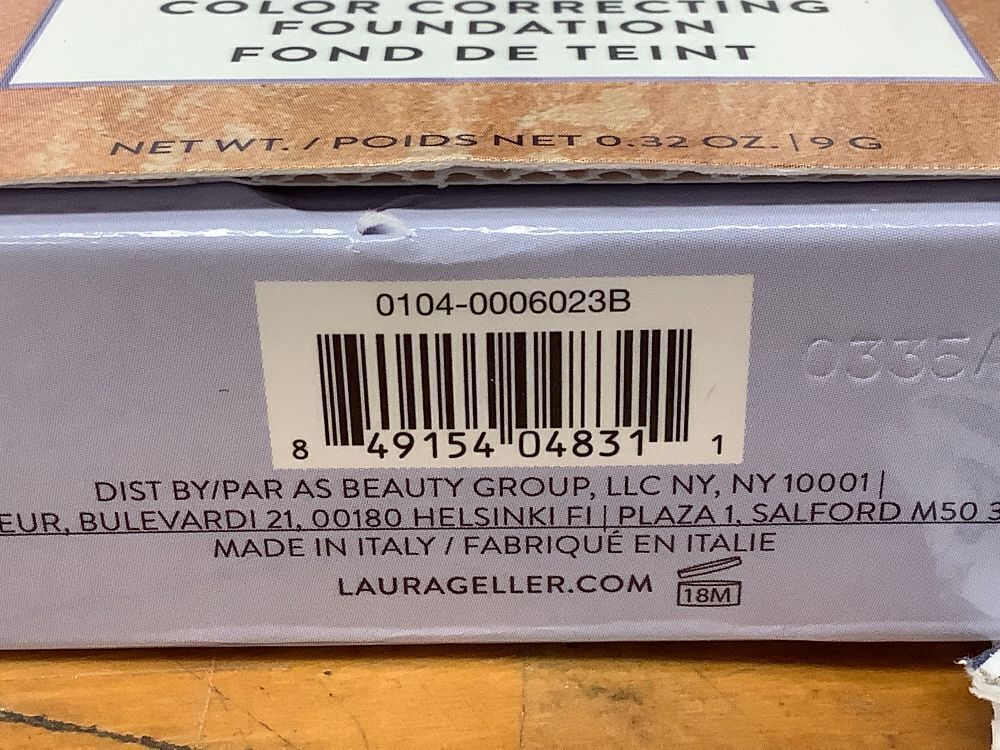 COLOR CORRECTING
FOUNDATION
FOND DE TEINT
NET WT. / POIDS NET 0.32 OZ. | 9 G
0104-0006023B
8 49154 04831 1
0335/
DIST BY/PAR AS BEAUTY GROUP, LLC NY, NY 10001 |
EUR, BULEVARDI 21, 00180 HELSINKI FI | PLAZA 1, SALFORD M50 3
MADE IN ITALY / FABRIQUÉ EN ITALIE
LAURAGELLER.COM
18M